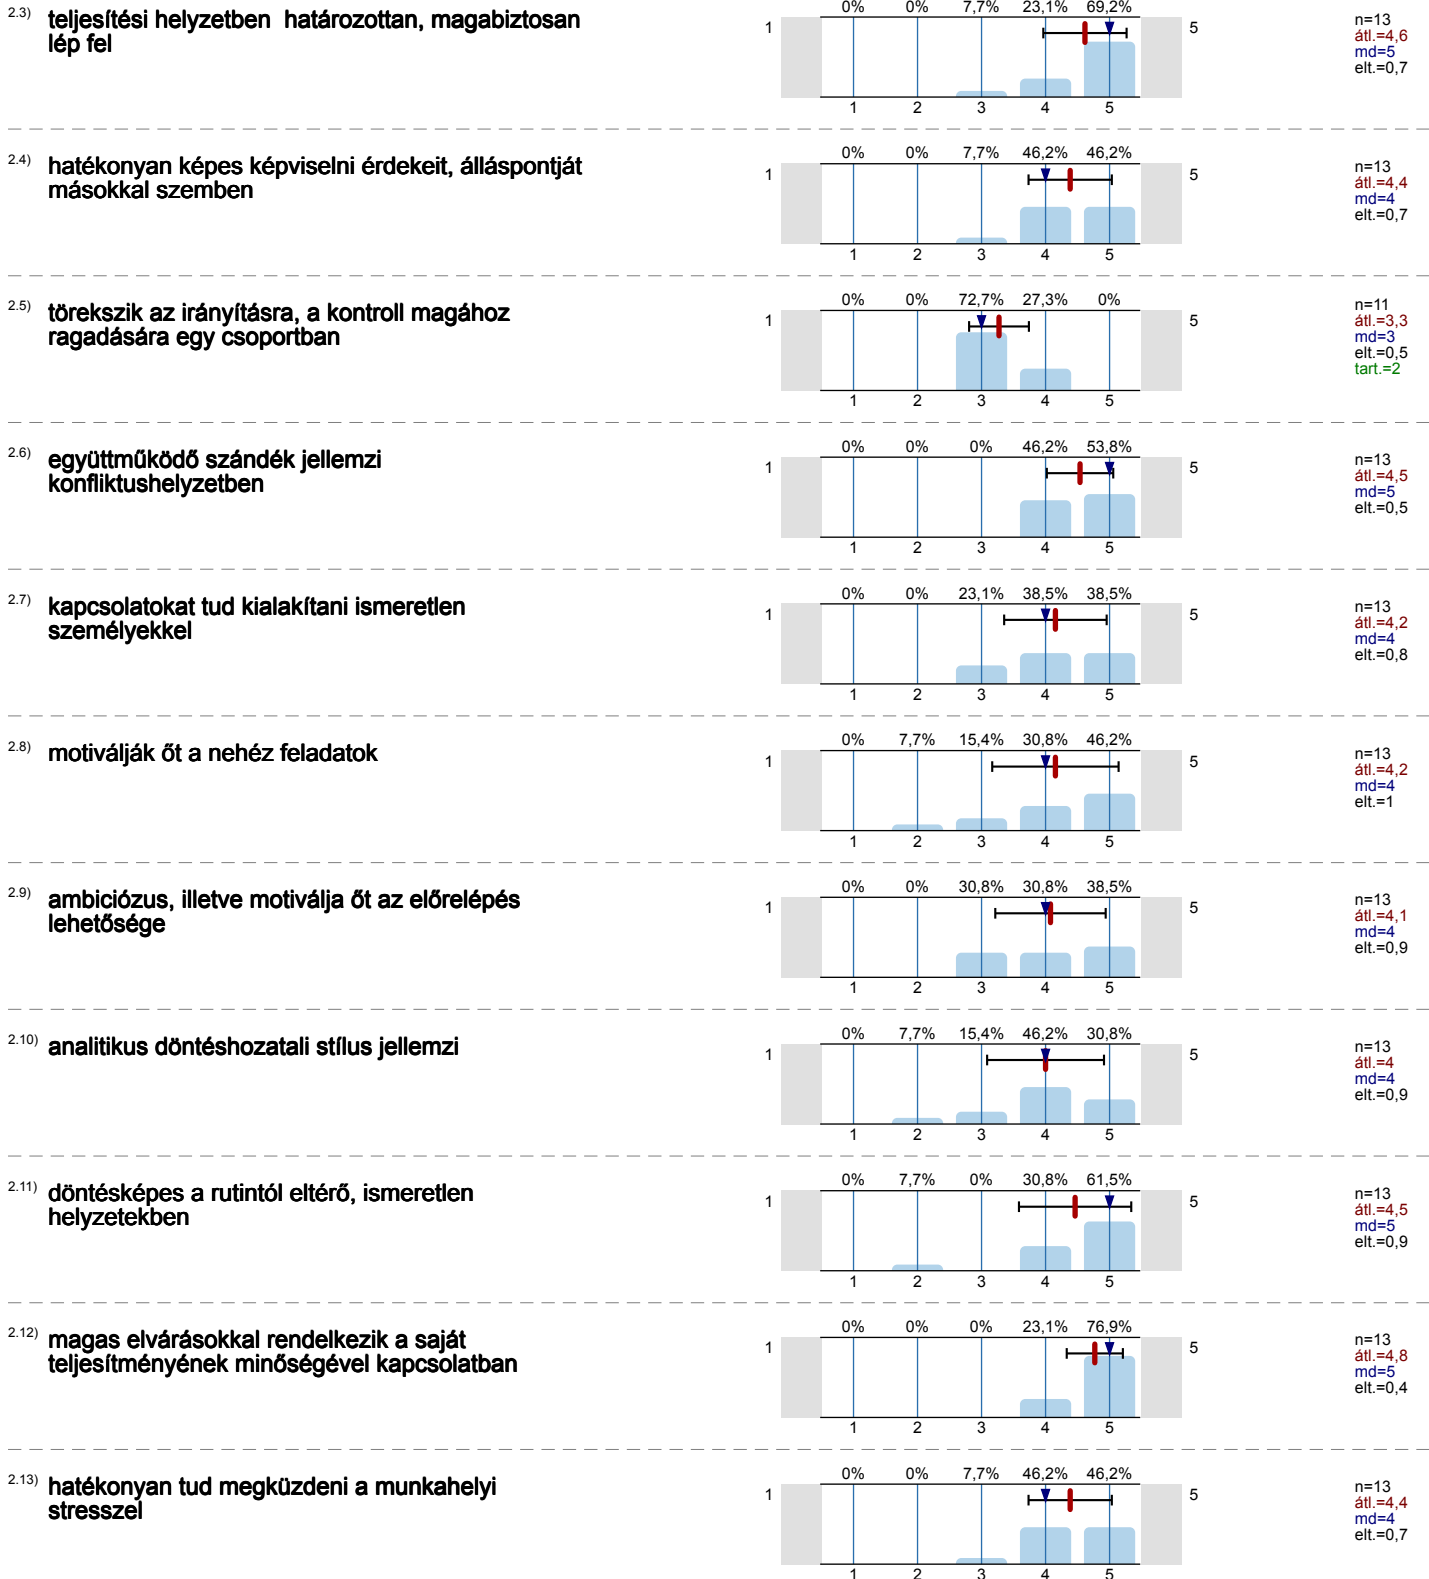 2.3) teljesítési helyzetben  határozottan, magabiztosan
lép fel
0% 0% 7,7% 23,1% 69,2%
1 5
1 2 3 4 5
n=13
átl.=4,6
md=5
elt.=0,7
2.4) hatékonyan képes képviselni érdekeit, álláspontját
másokkal szemben
0% 0% 7,7% 46,2% 46,2%
1 5
1 2 3 4 5
n=13
átl.=4,4
md=4
elt.=0,7
2.5) törekszik az irányításra, a kontroll magához
ragadására egy csoportban
0% 0% 72,7% 27,3% 0%
1 5
1 2 3 4 5
n=11
átl.=3,3
md=3
elt.=0,5
tart.=2
2.6) együttműködő szándék jellemzi
konfliktushelyzetben
0% 0% 0% 46,2% 53,8%
1 5
1 2 3 4 5
n=13
átl.=4,5
md=5
elt.=0,5
2.7) kapcsolatokat tud kialakítani ismeretlen
személyekkel
0% 0% 23,1% 38,5% 38,5%
1 5
1 2 3 4 5
n=13
átl.=4,2
md=4
elt.=0,8
2.8) motiválják őt a nehéz feladatok
0% 7,7% 15,4% 30,8% 46,2%
1 5
1 2 3 4 5
n=13
átl.=4,2
md=4
elt.=1
2.9) ambiciózus, illetve motiválja őt az előrelépés
lehetősége
0% 0% 30,8% 30,8% 38,5%
1 5
1 2 3 4 5
n=13
átl.=4,1
md=4
elt.=0,9
2.10) analitikus döntéshozatali stílus jellemzi
0% 7,7% 15,4% 46,2% 30,8%
1 5
1 2 3 4 5
n=13
átl.=4
md=4
elt.=0,9
2.11) döntésképes a rutintól eltérő, ismeretlen
helyzetekben
0% 7,7% 0% 30,8% 61,5%
1 5
1 2 3 4 5
n=13
átl.=4,5
md=5
elt.=0,9
2.12) magas elvárásokkal rendelkezik a saját
teljesítményének minőségével kapcsolatban
0% 0% 0% 23,1% 76,9%
1 5
1 2 3 4 5
n=13
átl.=4,8
md=5
elt.=0,4
2.13) hatékonyan tud megküzdeni a munkahelyi
stresszel
0% 0% 7,7% 46,2% 46,2%
1 5
1 2 3 4 5
n=13
átl.=4,4
md=4
elt.=0,7